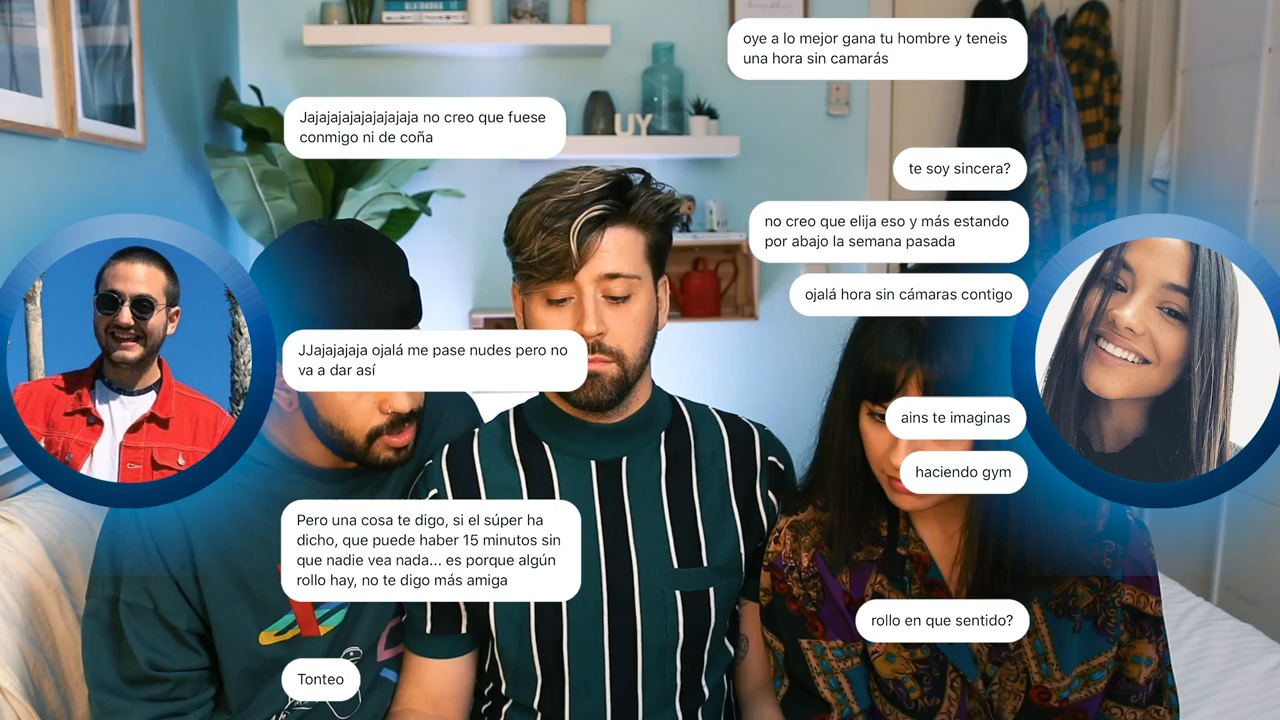 oye a lo mejor gana tu hombre y teneis
una hora sin camarás
Jajajajajajajajajaja no creo que fuese
conmigo ni de coña
te soy sincera?
no creo que elija eso y más estando
por abajo la semana pasada
ojalá hora sin cámaras contigo
JJajajajaja ojalá me pase nudes pero no
va a dar así
ains te imaginas
haciendo gym
Pero una cosa te digo, si el súper ha
dicho, que puede haber 15 minutos sin
que nadie vea nada... es porque algún
rollo hay, no te digo más amiga
rollo en que sentido?
Tonteo
UY